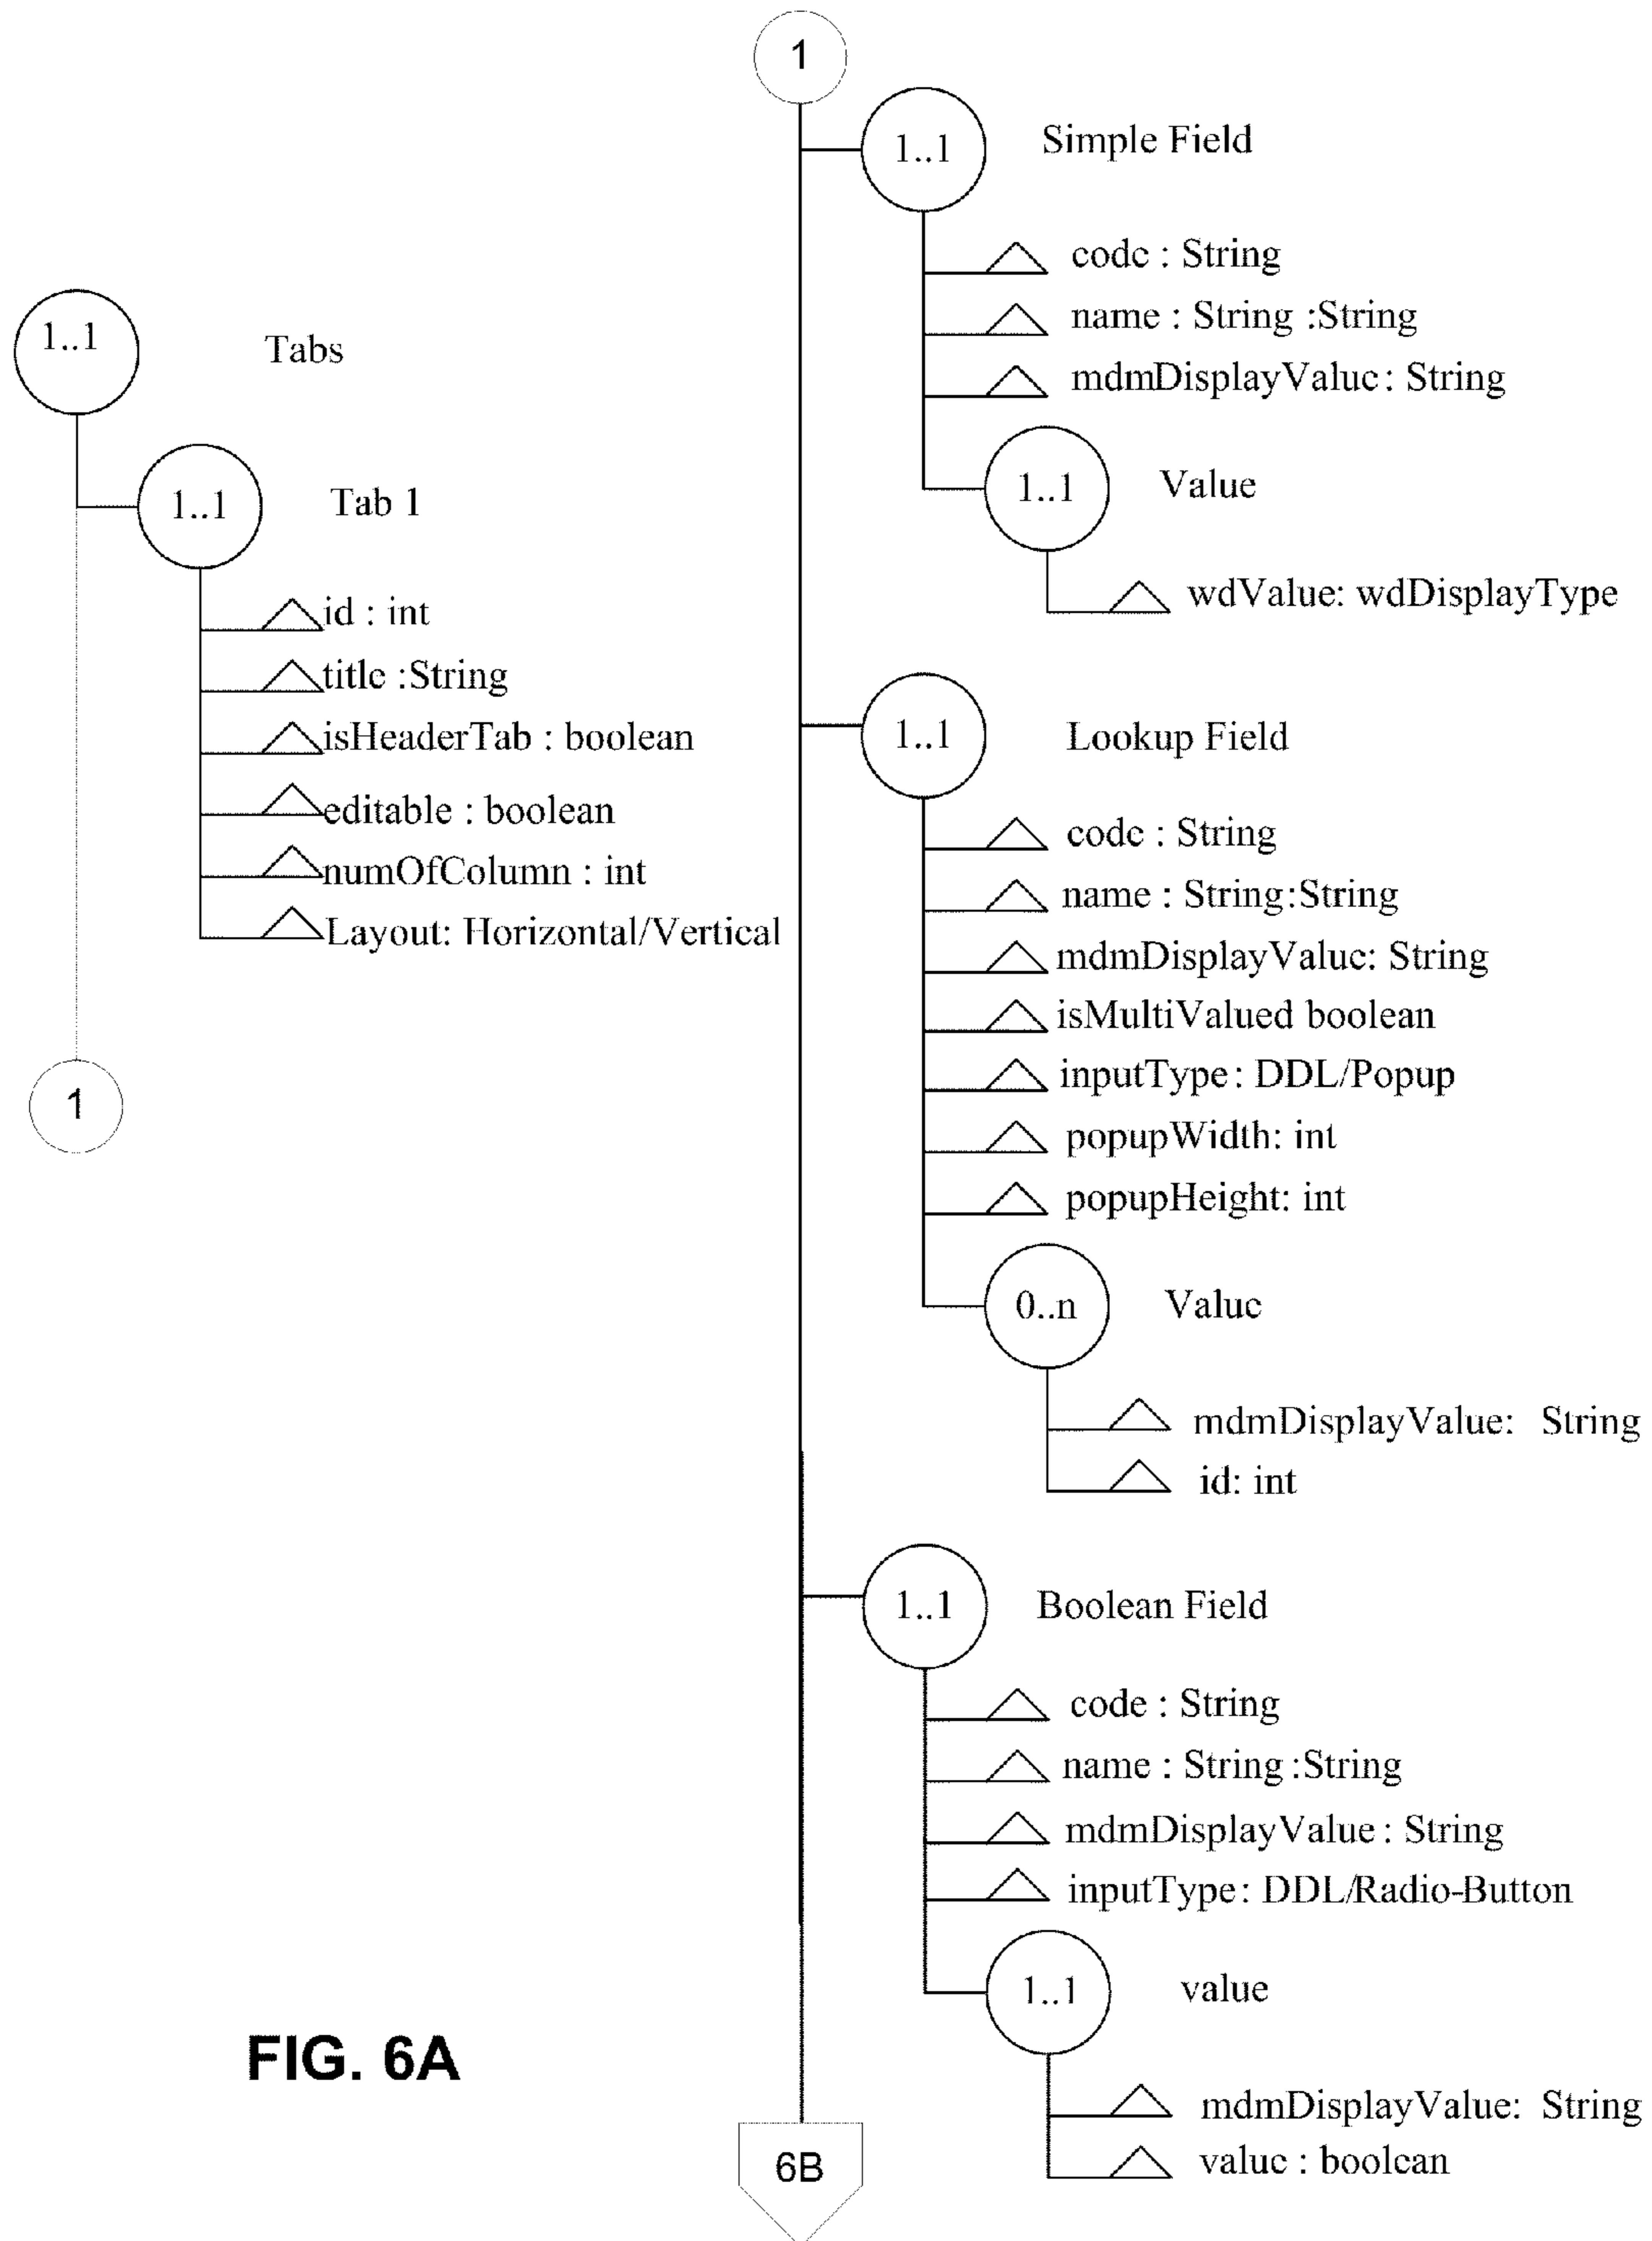 1..1
Tabs
1..1
Tab 1
id : int
title :String
isHeaderTab : boolean
editable : boolean
numOfColumn : int
Layout: Horizontal/Vertical
1
1
1..1
Simple Field
code : String
name : String :String
mdmDisplayValue: String
1..1
Value
wdValue: wdDisplayType
1..1
Lookup Field
code : String
name : String:String
mdmDisplayValue: String
isMultiValued boolean
inputType: DDL/Popup
popupWidth: int
popupHeight: int
0..n
Value
mdmDisplayValue: String
id: int
1..1
Boolean Field
code : String
name : String :String
mdmDisplayValue : String
inputType: DDL/Radio-Button
1..1
value
mdmDisplayValue: String
value : boolean
6B
FIG. 6A